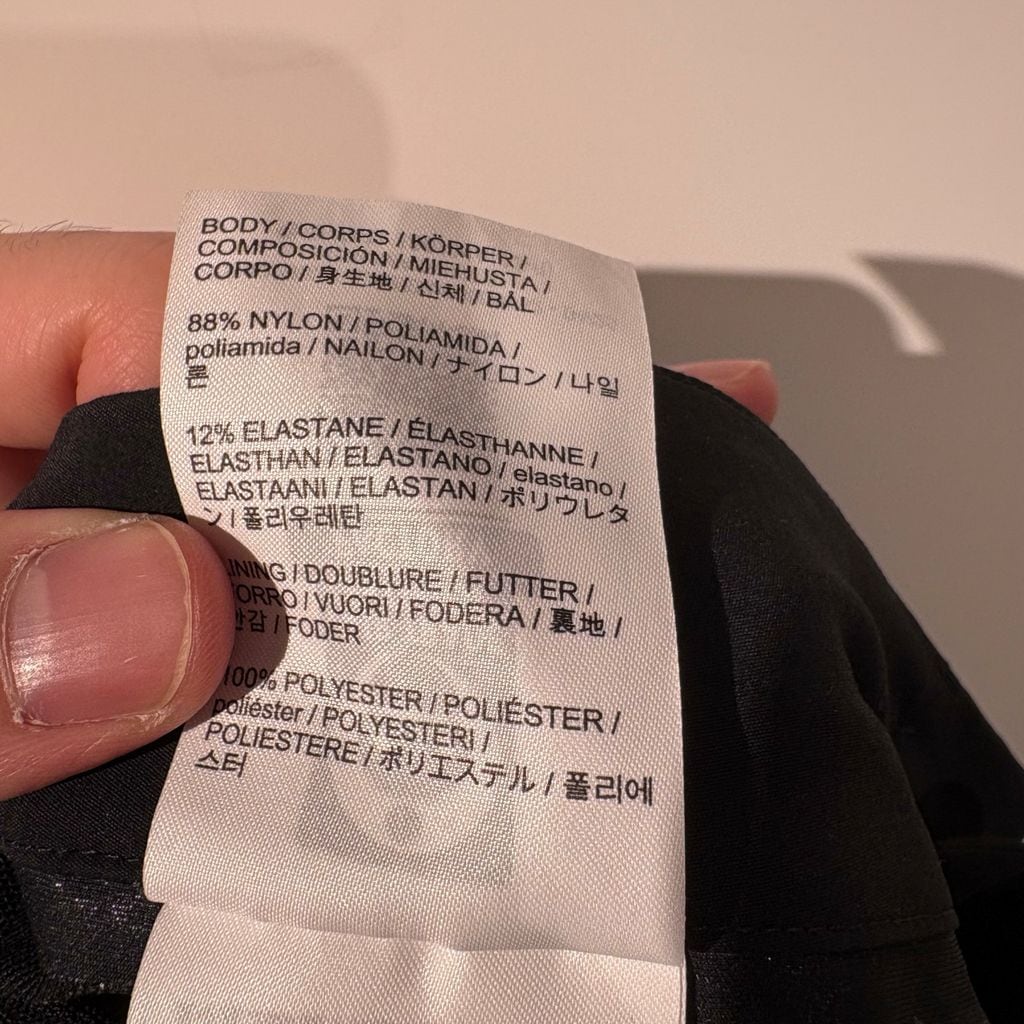 BODY / CORPS / KÖRPER /
COMPOSICIÓN / MIEHUSTA /
CORPO / 身生地 / 신체 / BÅL
88% NYLON / POLIAMIDA /
poliamida / NAILON / ナイロン / 나일
론
12% ELASTANE / ÉLASTHANNE /
ELASTHAN / ELASTANO / elastano /
ELASTAANI / ELASTAN / ポリウレタ
ン / 폴리우레탄
/ DOUBLURE / FUTTER /
/ VUORI / FODERA / 裏地 /
/ FODER
100% POLYESTER / POLIÉSTER /
poliéster / POLYESTERI /
POLIESTERE / ポリエステル / 폴리에
스터